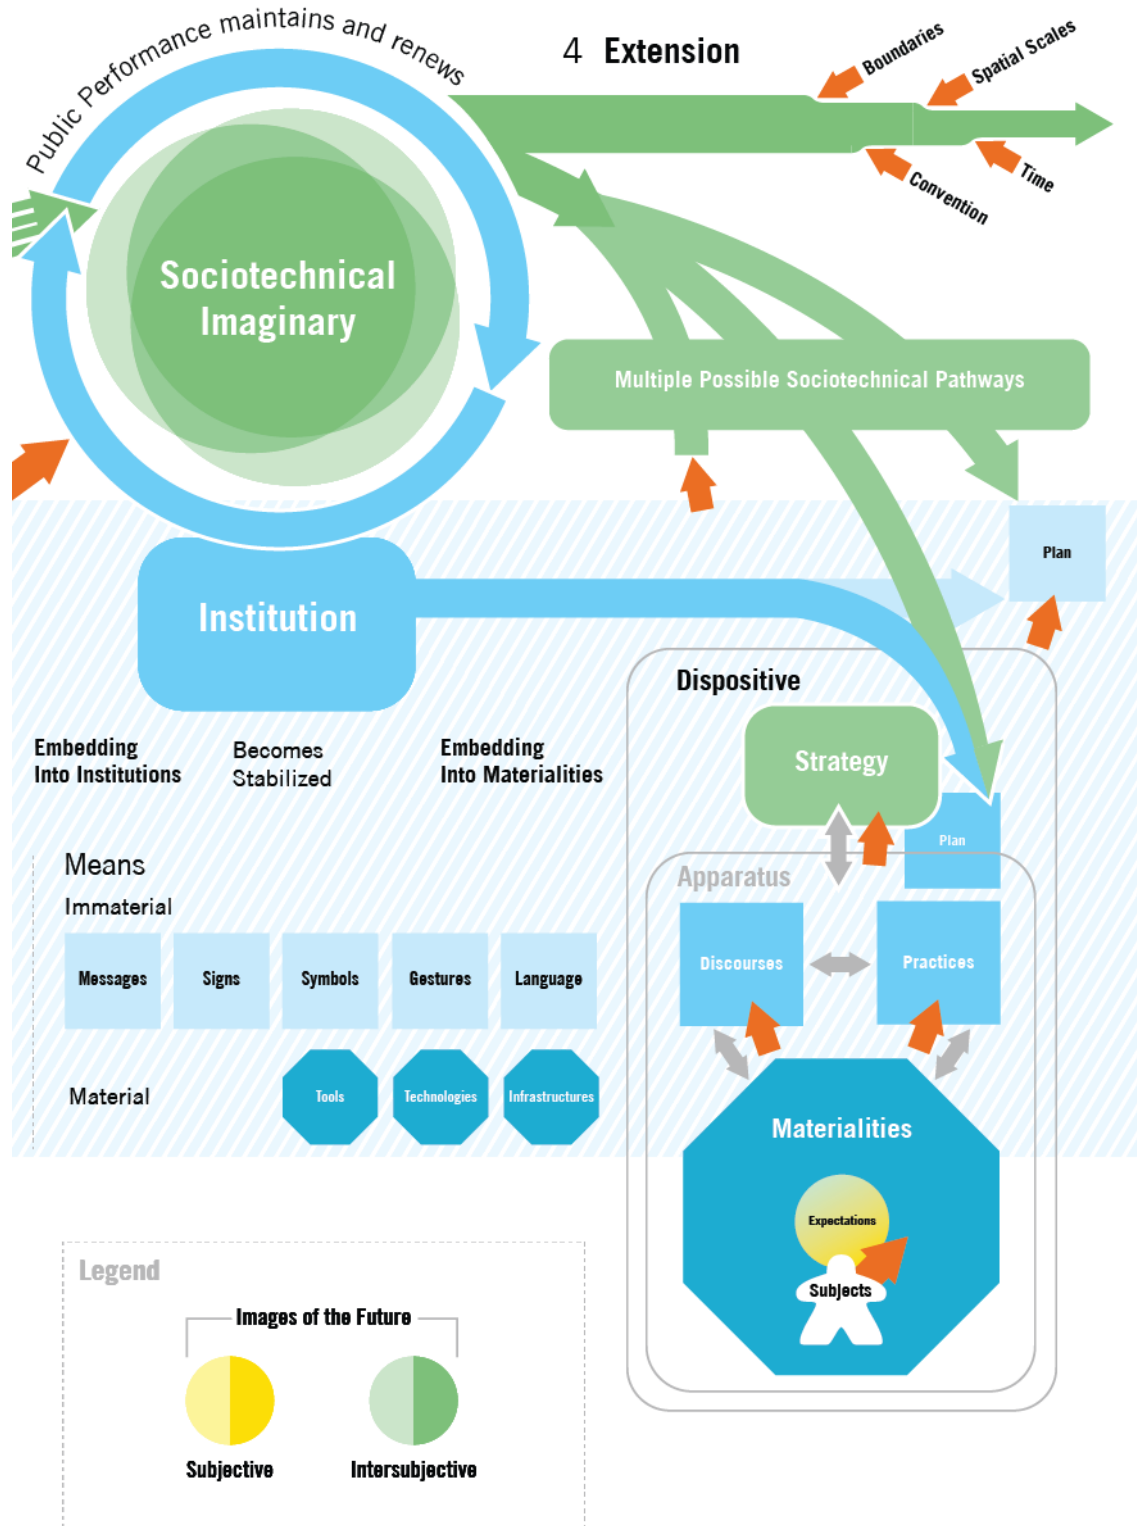 Public Performance maintains and renews
4 Extension
Boundaries
Spatial Scales
Convention
Time
Sociotechnical
Imaginary
Multiple Possible Sociotechnical Pathways
Plan
Institution
Dispositive
Embedding
Into Institutions
Becomes
Stabilized
Embedding
Into Materialities
Strategy
Plan
Means
Immaterial
Apparatus
Messages
Signs
Symbols
Gestures
Language
Discourses
Practices
Material
Tools
Technologies
Infrastructures
Materialities
Expectations
Subjects
Legend
Images of the Future
Subjective
Intersubjective